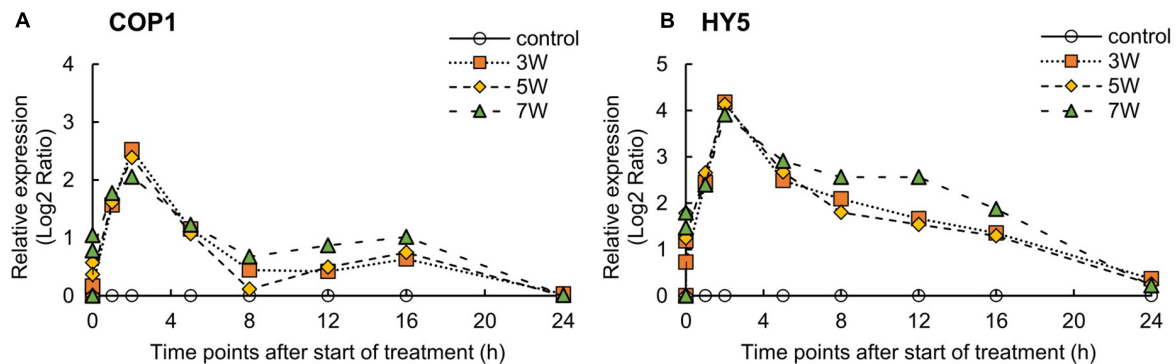 A COP1
control
3W
5W
7W
4
3
2
1
0
Relative expression
(Log2 Ratio)
0 4 8 12 16 20 24
Time points after start of treatment (h)
B HY5
control
3W
5W
7W
5
4
3
2
1
0
Relative expression
(Log2 Ratio)
0 4 8 12 16 20 24
Time points after start of treatment (h)